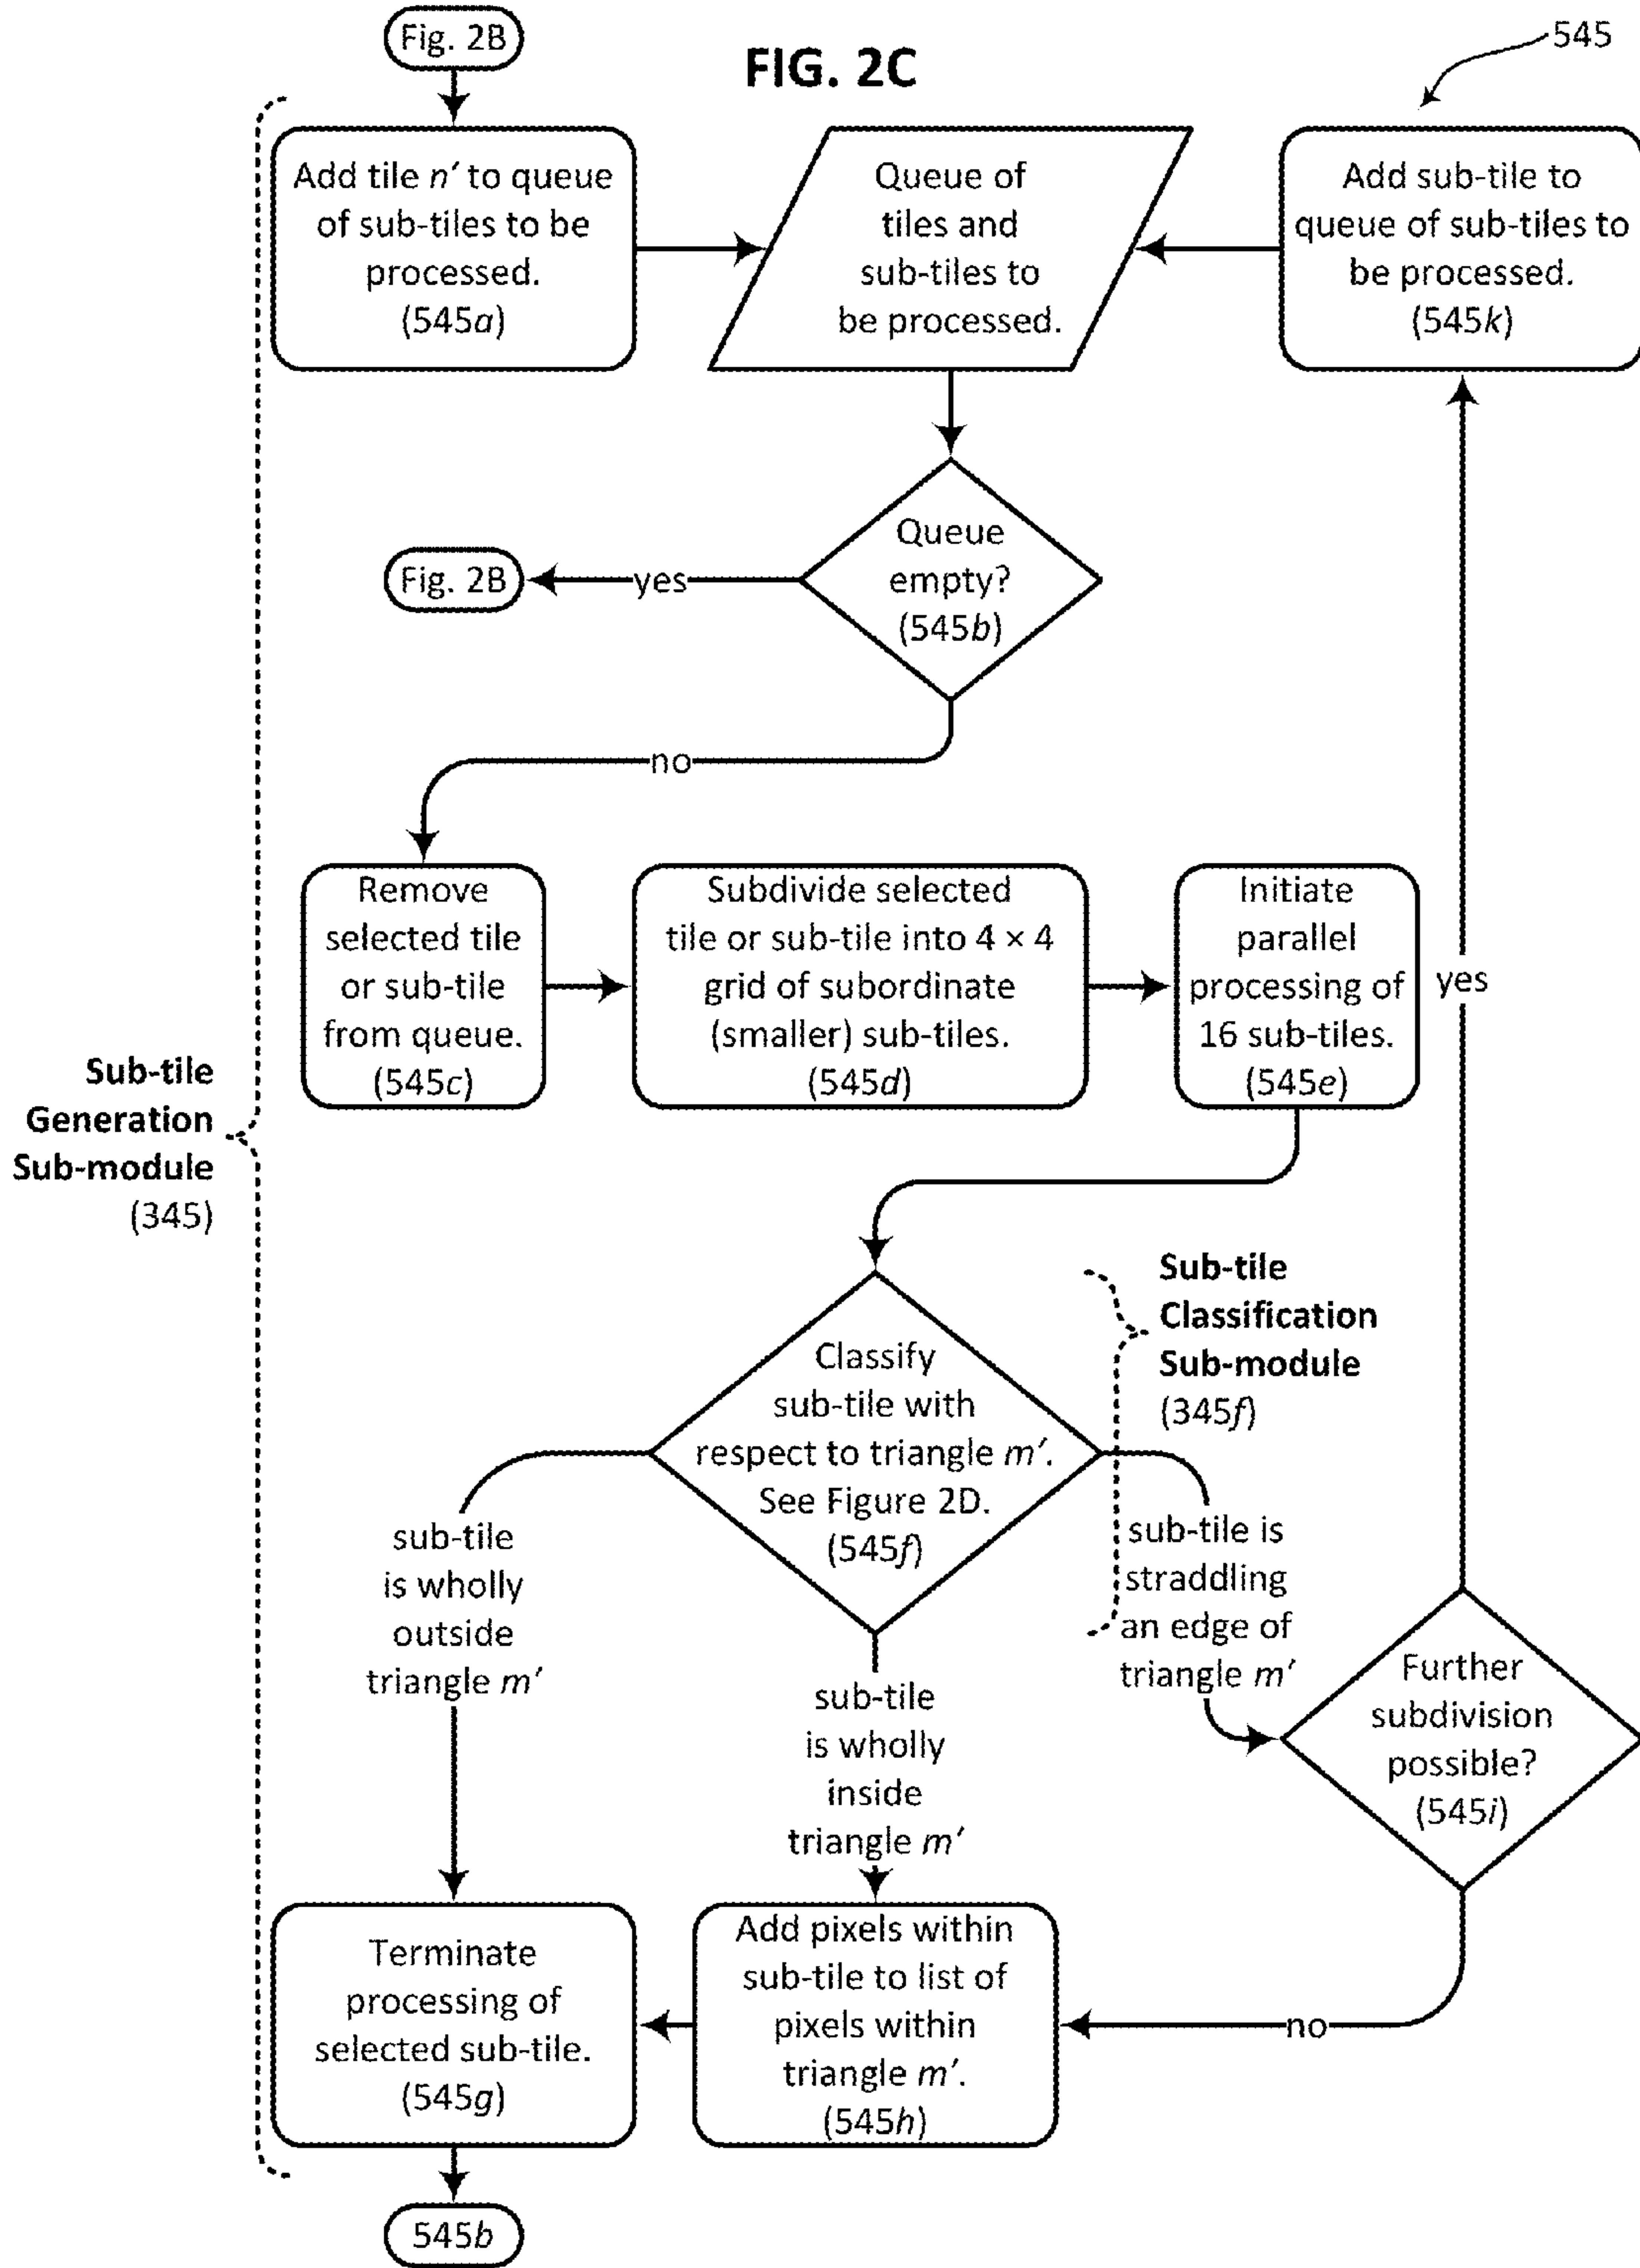 Fig. 2B
FIG. 2C
545
Add tile n′ to queue
of sub-tiles to be
processed.
(545a)
Queue of
tiles and
sub-tiles to
be processed.
Add sub-tile to
queue of sub-tiles to
be processed.
(545k)
Queue
empty?
(545b)
yes
Fig. 2B
no
Remove
selected tile
or sub-tile
from queue.
(545c)
Subdivide selected
tile or sub-tile into 4 × 4
grid of subordinate
(smaller) sub-tiles.
(545d)
Initiate
parallel
processing of
16 sub-tiles.
(545e)
yes
Sub-tile
Generation
Sub-module
(345)
Classify
sub-tile with
respect to triangle m′.
See Figure 2D.
(545f)
Sub-tile
Classification
Sub-module
(345f)
sub-tile
is wholly
outside
triangle m′
sub-tile
is wholly
inside
triangle m′
sub-tile is
straddling
an edge of
triangle m′
Further
subdivision
possible?
(545i)
no
Terminate
processing of
selected sub-tile.
(545g)
Add pixels within
sub-tile to list of
pixels within
triangle m′.
(545h)
545b